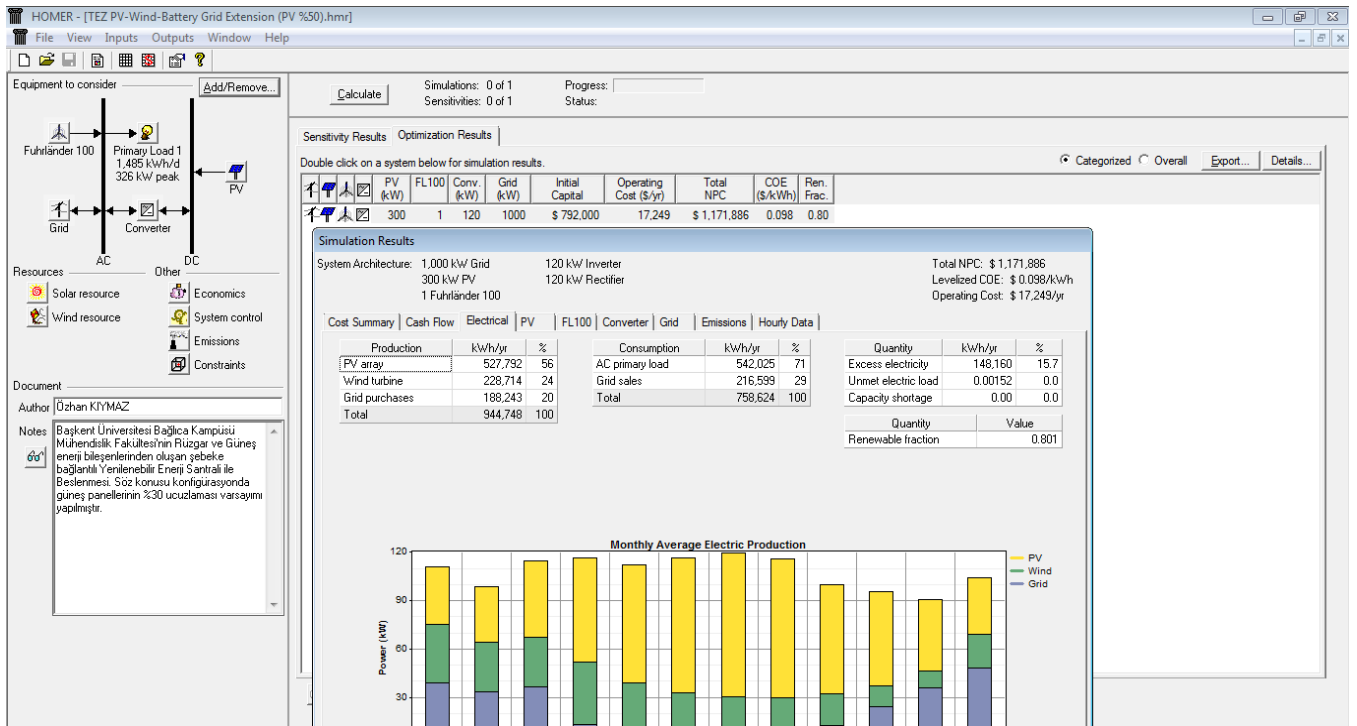 HOMER - [TEZ PV-Wind-Battery Grid Extension (PV %50).hmr]
File View Inputs Outputs Window Help
Equipment to consider
Add/Remove...
Fuhrländer 100
Primary Load 1
1,485 kWh/d
326 kW peak
PV
Grid
Converter
AC
DC
Resources
Other
Solar resource
Economics
Wind resource
System control
Emissions
Constraints
Document
Author Özhan KIYMAZ
Notes
Başkent Üniversitesi Bağlıca Kampüsü
Mühendislik Fakültesi'nin Rüzgar ve Güneş
enerji bileşenlerinden oluşan şebeke
bağlantılı Yenilenebilir Enerji Santrali ile
Beslenmesi. Söz konusu konfigürasyonda
güneş panellerinin %30 ucuzlaması varsayımı
yapılmıştır.
Calculate
Simulations: 0 of 1
Progress:
Sensitivities: 0 of 1
Status:
Sensitivity Results Optimization Results
Double click on a system below for simulation results.
Categorized Overall Export... Details...
PV (kW) FL100 Conv. (kW) Grid (kW) Initial Capital Operating Cost ($/yr) Total NPC COE ($/kWh) Ren. Frac.
300 1 120 1000 $ 792,000 17,249 $ 1,171,886 0.098 0.80
Simulation Results
System Architecture: 1,000 kW Grid 120 kW Inverter
300 kW PV 120 kW Rectifier
1 Fuhrländer 100
Total NPC: $ 1,171,886
Levelized COE: $ 0.098/kWh
Operating Cost: $ 17,249/yr
Cost Summary Cash Flow Electrical PV FL100 Converter Grid Emissions Hourly Data
Production kWh/yr %
PV array 527,792 56
Wind turbine 228,714 24
Grid purchases 188,243 20
Total 944,748 100
Consumption kWh/yr %
AC primary load 542,025 71
Grid sales 216,599 29
Total 758,624 100
Quantity kWh/yr %
Excess electricity 148,160 15.7
Unmet electric load 0.00152 0.0
Capacity shortage 0.00 0.0
Quantity Value
Renewable fraction 0.801
Monthly Average Electric Production
Power (kW)
120
90
60
30
PV
Wind
Grid